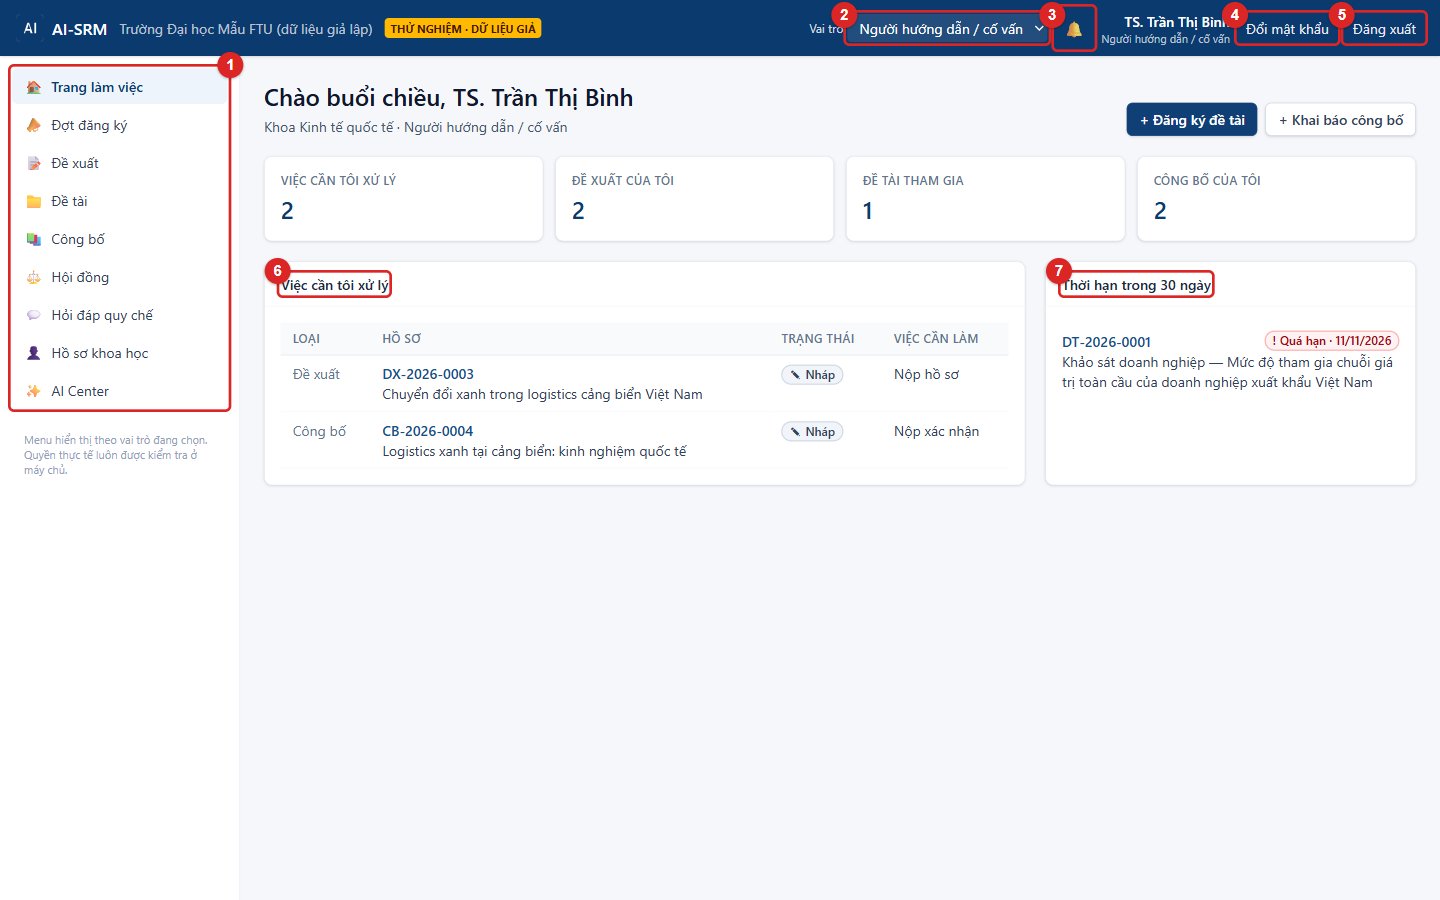 AI AI-SRM Trường Đại học Mẫu FTU (dữ liệu giả lập) THỬ NGHIỆM · DỮ LIỆU GIẢ
Vai trò 2 Người hướng dẫn / cố vấn 3 TS. Trần Thị Bình 4 Đổi mật khẩu 5 Đăng xuất
Người hướng dẫn / cố vấn
1
Trang làm việc
Đợt đăng ký
Đề xuất
Đề tài
Công bố
Hội đồng
Hỏi đáp quy chế
Hồ sơ khoa học
AI Center
Menu hiển thị theo vai trò đang chọn.
Quyền thực tế luôn được kiểm tra ở
máy chủ.
Chào buổi chiều, TS. Trần Thị Bình
Khoa Kinh tế quốc tế · Người hướng dẫn / cố vấn
+ Đăng ký đề tài
+ Khai báo công bố
VIỆC CẦN TÔI XỬ LÝ
2
ĐỀ XUẤT CỦA TÔI
2
ĐỀ TÀI THAM GIA
1
CÔNG BỐ CỦA TÔI
2
6
Việc cần tôi xử lý
LOẠI HỒ SƠ TRẠNG THÁI VIỆC CẦN LÀM
Đề xuất DX-2026-0003 Nháp Nộp hồ sơ
Chuyển đổi xanh trong logistics cảng biển Việt Nam
Công bố CB-2026-0004 Nháp Nộp xác nhận
Logistics xanh tại cảng biển: kinh nghiệm quốc tế
7
Thời hạn trong 30 ngày
DT-2026-0001 ! Quá hạn · 11/11/2026
Khảo sát doanh nghiệp — Mức độ tham gia chuỗi giá
trị toàn cầu của doanh nghiệp xuất khẩu Việt Nam